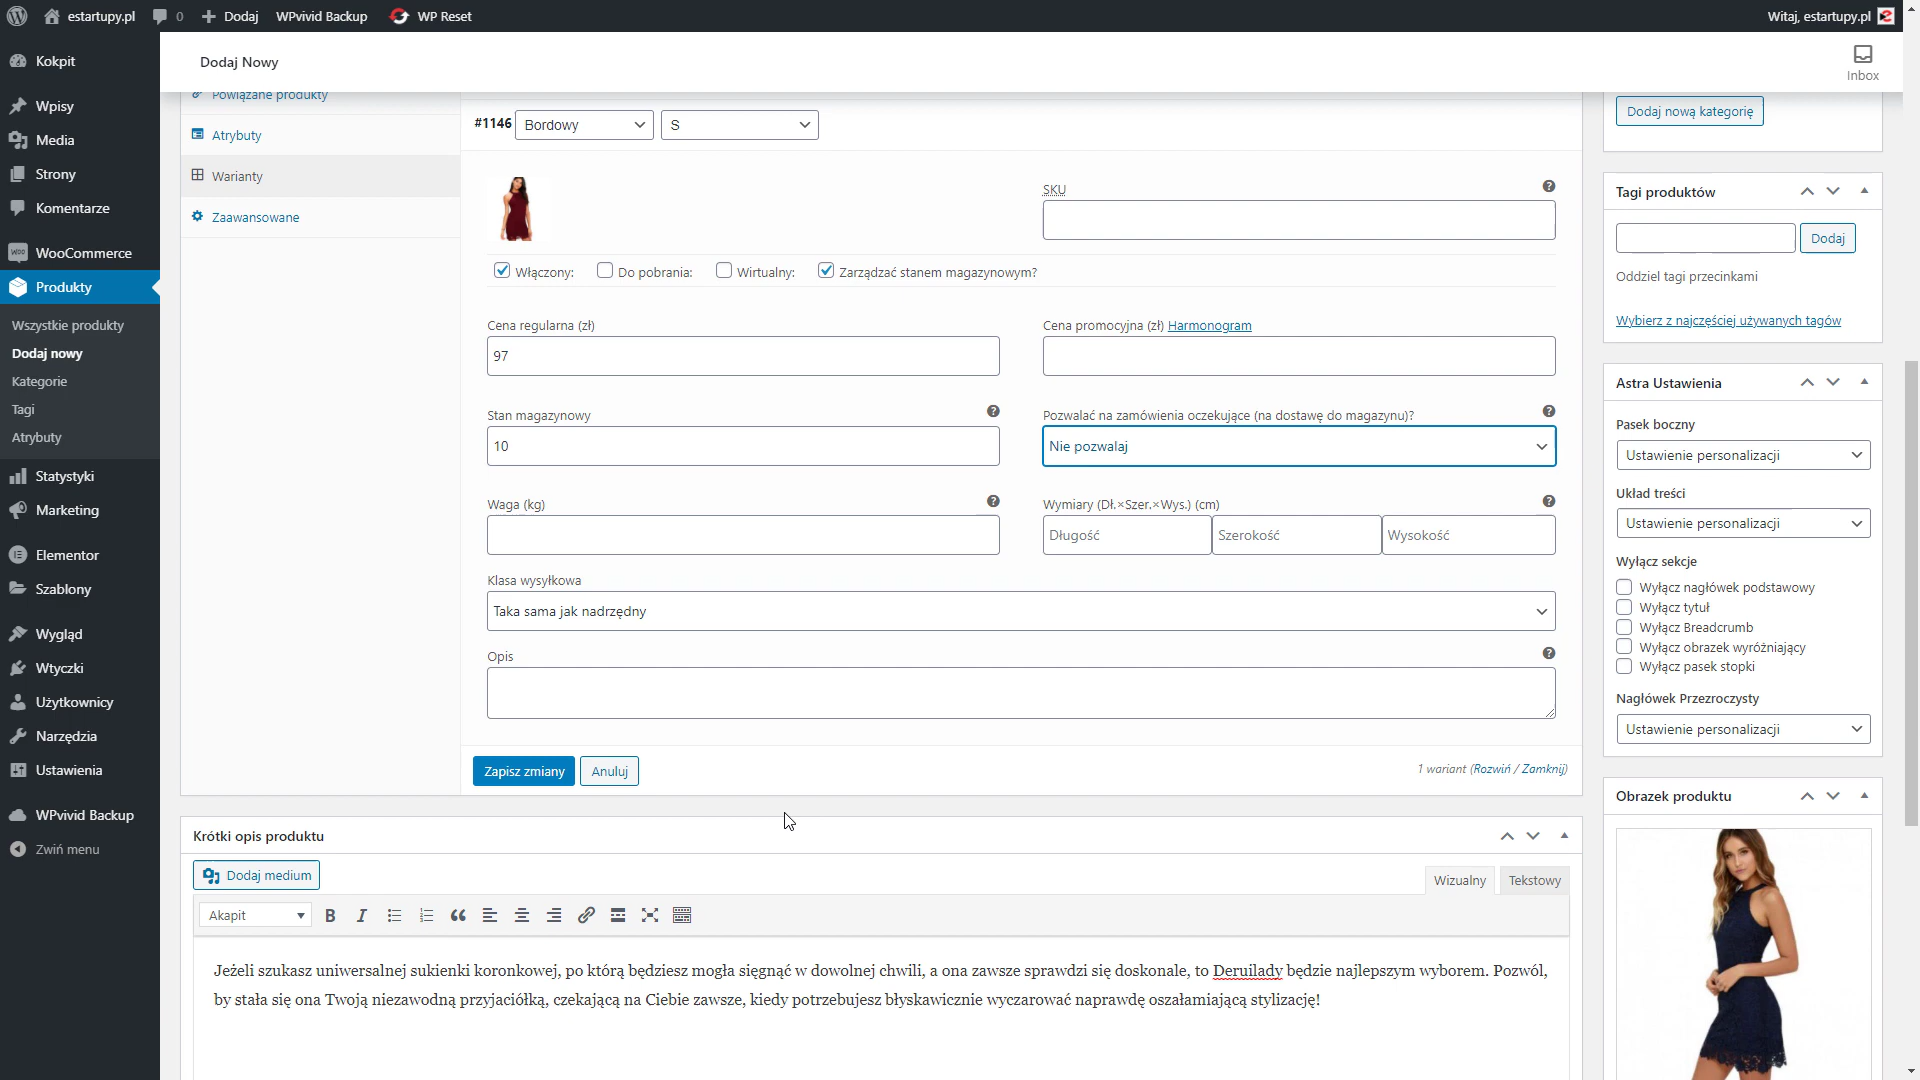 estartupy.pl 0 Dodaj WPvivid Backup WP Reset Witaj, estartupy.pl
Kokpit
Wpisy
Media
Strony
Komentarze
WooCommerce
Produkty
Wszystkie produkty
Dodaj nowy
Kategorie
Tagi
Atrybuty
Statystyki
Marketing
Elementor
Szablony
Wygląd
Wtyczki
Użytkownicy
Narzędzia
Ustawienia
WPvivid Backup
Zwiń menu
Dodaj Nowy
Inbox
Powiązane produkty
Atrybuty
Warianty
Zaawansowane
#1146 Bordowy S
SKU
Włączony: Do pobrania: Wirtualny: Zarządzać stanem magazynowym?
Cena regularna (zł) Cena promocyjna (zł) Harmonogram
97
Stan magazynowy Pozwalać na zamówienia oczekujące (na dostawę do magazynu)?
10 Nie pozwalaj
Waga (kg) Wymiary (Dł.×Szer.×Wys.) (cm)
Długość Szerokość Wysokość
Klasa wysyłkowa
Taka sama jak nadrzędny
Opis
Zapisz zmiany Anuluj 1 wariant (Rozwiń / Zamknij)
Krótki opis produktu
Dodaj medium Wizualny Tekstowy
Akapit B I
Jeżeli szukasz uniwersalnej sukienki koronkowej, po którą będziesz mogła sięgnąć w dowolnej chwili, a ona zawsze sprawdzi się doskonale, to Deruilady będzie najlepszym wyborem. Pozwól,
by stała się ona Twoją niezawodną przyjaciółką, czekającą na Ciebie zawsze, kiedy potrzebujesz błyskawicznie wyczarować naprawdę oszałamiającą stylizację!
Dodaj nową kategorię
Tagi produktów
Dodaj
Oddziel tagi przecinkami
Wybierz z najczęściej używanych tagów
Astra Ustawienia
Pasek boczny
Ustawienie personalizacji
Układ treści
Ustawienie personalizacji
Wyłącz sekcje
Wyłącz nagłówek podstawowy
Wyłącz tytuł
Wyłącz Breadcrumb
Wyłącz obrazek wyróżniający
Wyłącz pasek stopki
Nagłówek Przezroczysty
Ustawienie personalizacji
Obrazek produktu